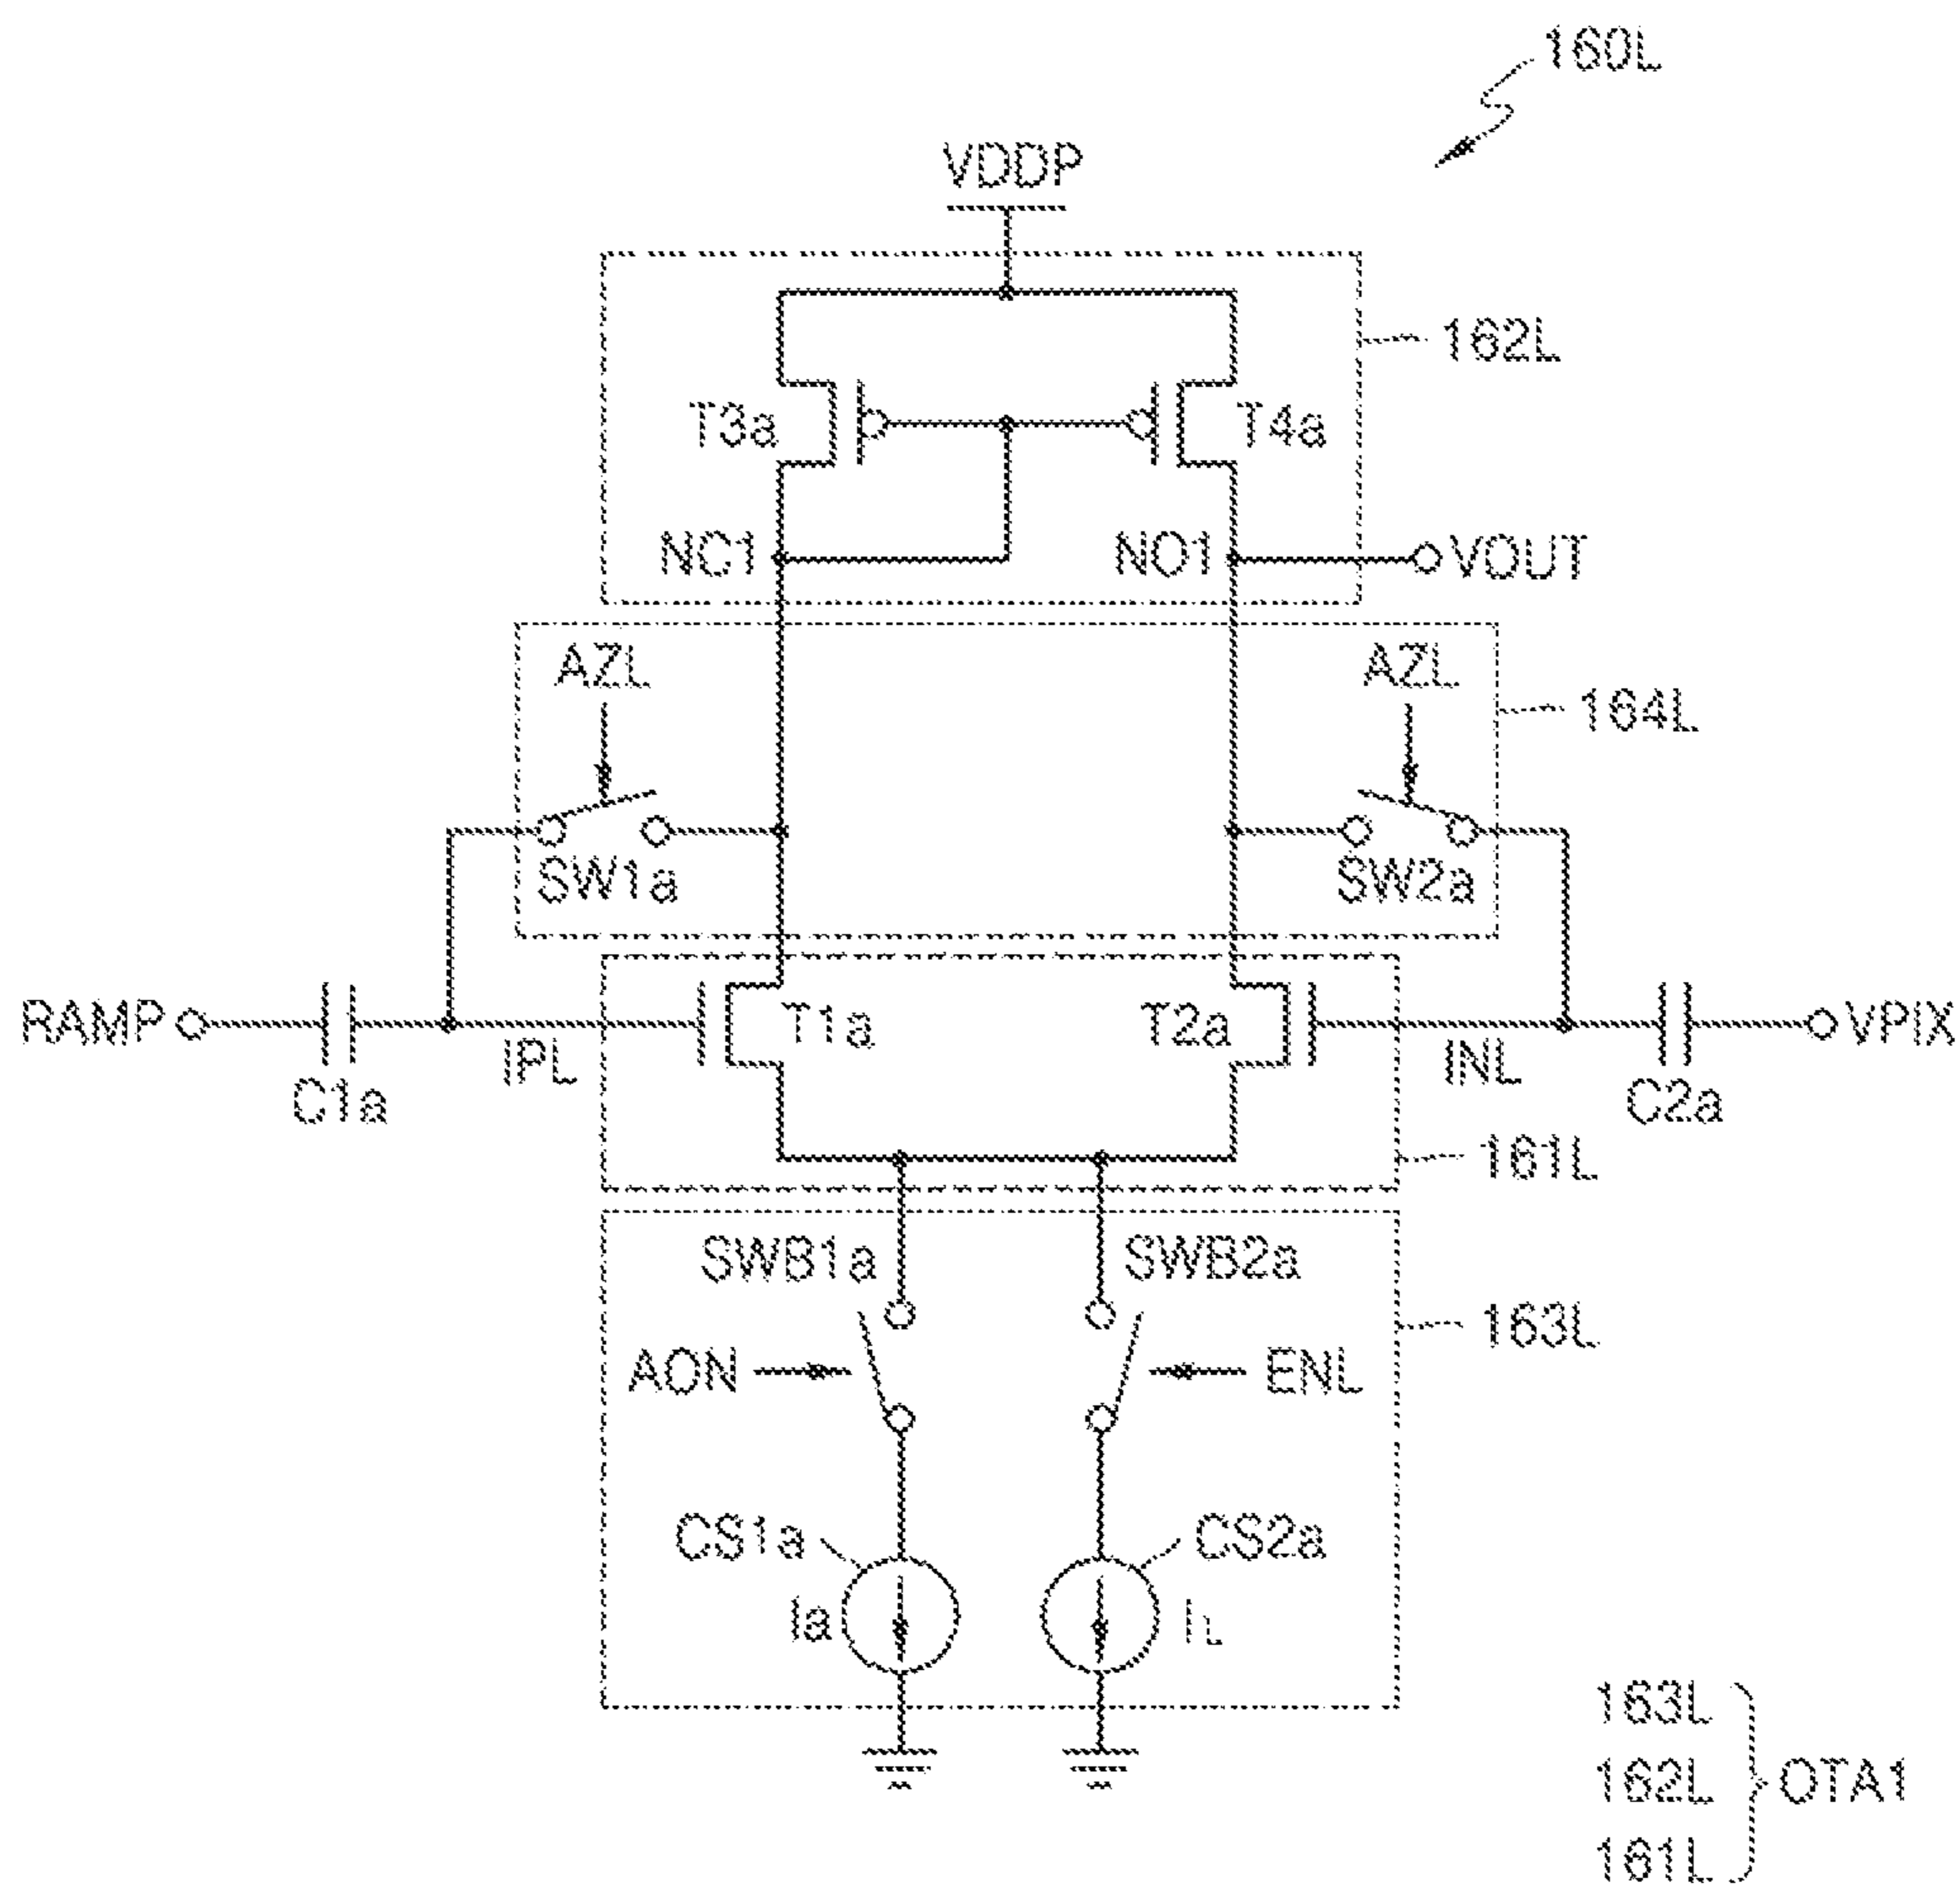 160L
VDDP
162L
T3a
T4a
NC1
NO1
VOUT
AZL
AZL
164L
SW1a
SW2a
RAMP
T1a
T2a
VPIX
IPL
INL
C1a
C2a
161L
SWB1a
SWB2a
163L
AON
ENL
CS1a
CS2a
Ia
IL
163L
162L
OTA1
161L